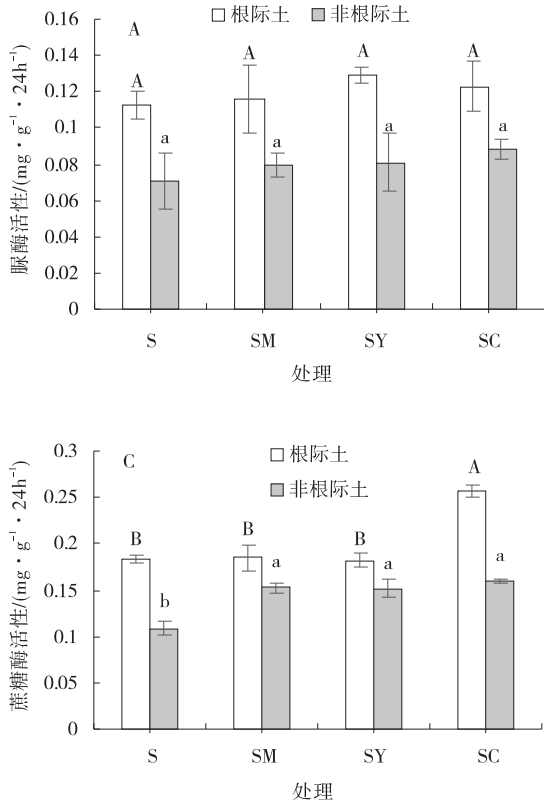 根际土 非根际土
A
脲酶活性/(mg·g⁻¹·24h⁻¹)
0.16
0.14
0.12
0.1
0.08
0.06
0.04
0.02
0
A a A a A a A a
S SM SY SC
处理
根际土
非根际土
C
蔗糖酶活性/(mg·g⁻¹·24h⁻¹)
0.3
0.25
0.2
0.15
0.1
0.05
0
B b B a B a A a
S SM SY SC
处理